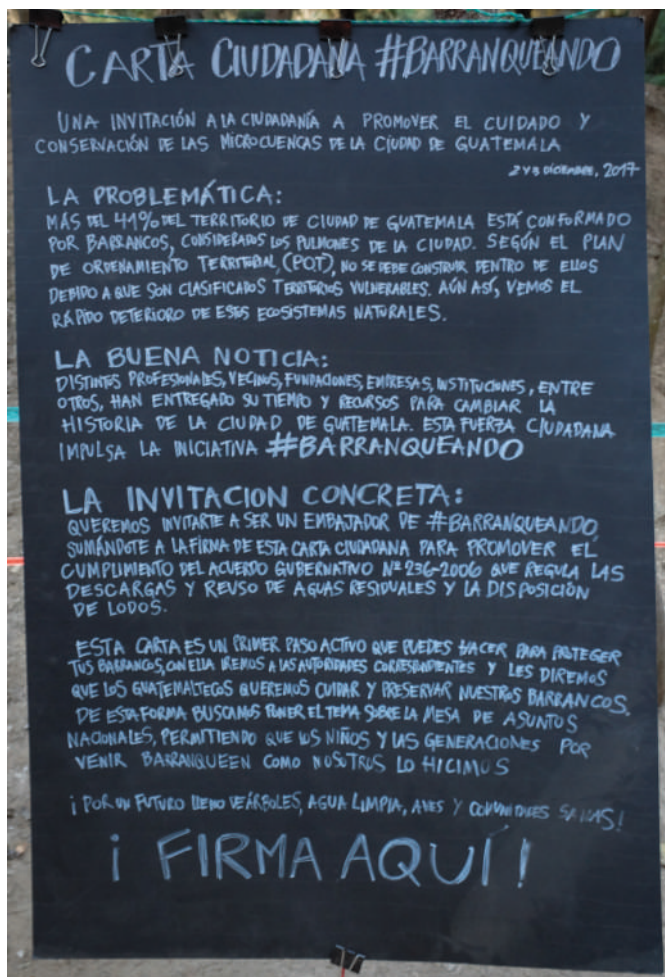 CARTA CIUDADANA #BARRANQUEANDO
UNA INVITACIÓN A LA CIUDADANÍA A PROMOVER EL CUIDADO Y
CONSERVACIÓN DE LAS MICROCUENCAS DE LA CIUDAD DE GUATEMALA
2 Y 3 DICIEMBRE, 2017
LA PROBLEMÁTICA:
MÁS DEL 41% DEL TERRITORIO DE CIUDAD DE GUATEMALA ESTÁ CONFORMADO
POR BARRANCOS, CONSIDERADOS LOS PULMONES DE LA CIUDAD. SEGÚN EL PLAN
DE ORDENAMIENTO TERRITORIAL, (POT), NO SE DEBE CONSTRUIR DENTRO DE ELLOS
DEBIDO A QUE SON CLASIFICADOS TERRITORIOS VULNERABLES. AÚN ASÍ, VEMOS EL
RÁPIDO DETERIORO DE ESTOS ECOSISTEMAS NATURALES.
LA BUENA NOTICIA:
DISTINTOS PROFESIONALES, VECINOS, FUNDACIONES, EMPRESAS, INSTITUCIONES, ENTRE
OTROS, HAN ENTREGADO SU TIEMPO Y RECURSOS PARA CAMBIAR LA
HISTORIA DE LA CIUDAD DE GUATEMALA. ESTA FUERZA CIUDADANA
IMPULSA LA INICIATIVA #BARRANQUEANDO
LA INVITACION CONCRETA:
QUEREMOS INVITARTE A SER UN EMBAJADOR DE #BARRANQUEANDO,
SUMÁNDOTE A LA FIRMA DE ESTA CARTA CIUDADANA PARA PROMOVER EL
CUMPLIMIENTO DEL ACUERDO GUBERNATIVO Nº 236-2006 QUE REGULA LAS
DESCARGAS Y REUSO DE AGUAS RESIDUALES Y LA DISPOSICIÓN
DE LODOS.
ESTA CARTA ES UN PRIMER PASO ACTIVO QUE PUEDES HACER PARA PROTEGER
TUS BARRANCOS, CON ELLA IREMOS A LAS AUTORIDADES CORRESPONDIENTES Y LES DIREMOS
QUE LOS GUATEMALTECOS QUEREMOS CUIDAR Y PRESERVAR NUESTROS BARRANCOS.
DE ESTA FORMA BUSCAMOS PONER EL TEMA SOBRE LA MESA DE ASUNTOS
NACIONALES, PERMITIENDO QUE LOS NIÑOS Y LAS GENERACIONES POR
VENIR BARRANQUEEN COMO NOSOTROS LO HICIMOS
¡POR UN FUTURO LLENO DE ÁRBOLES, AGUA LIMPIA, AVES Y COMUNIDADES SANAS!
¡FIRMA AQUÍ!